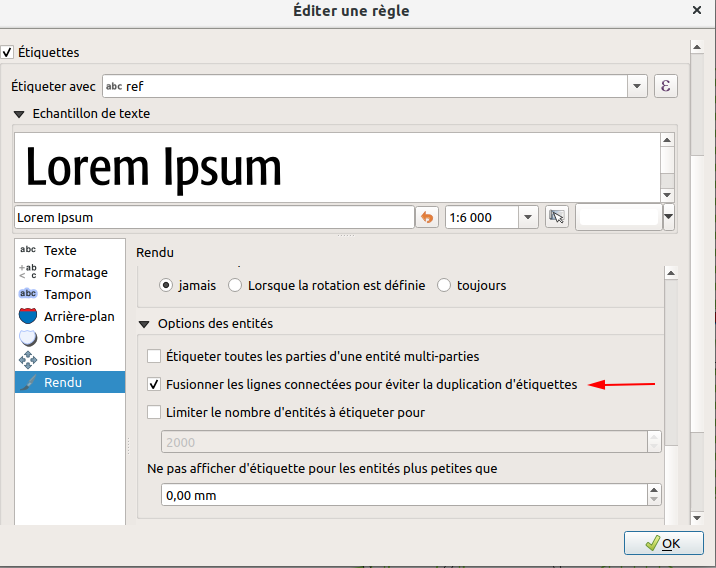 Éditer une règle
Étiquettes
Étiqueter avec abc ref ε
Echantillon de texte
Lorem Ipsum
Lorem Ipsum 1:6 000
abc Texte
+ab < c Formatage
abc Tampon
Arrière-plan
Ombre
Position
Rendu
Rendu
jamais Lorsque la rotation est définie toujours
Options des entités
Étiqueter toutes les parties d'une entité multi-parties
Fusionner les lignes connectées pour éviter la duplication d'étiquettes
Limiter le nombre d'entités à étiqueter pour
2000
Ne pas afficher d'étiquette pour les entités plus petites que
0,00 mm
OK